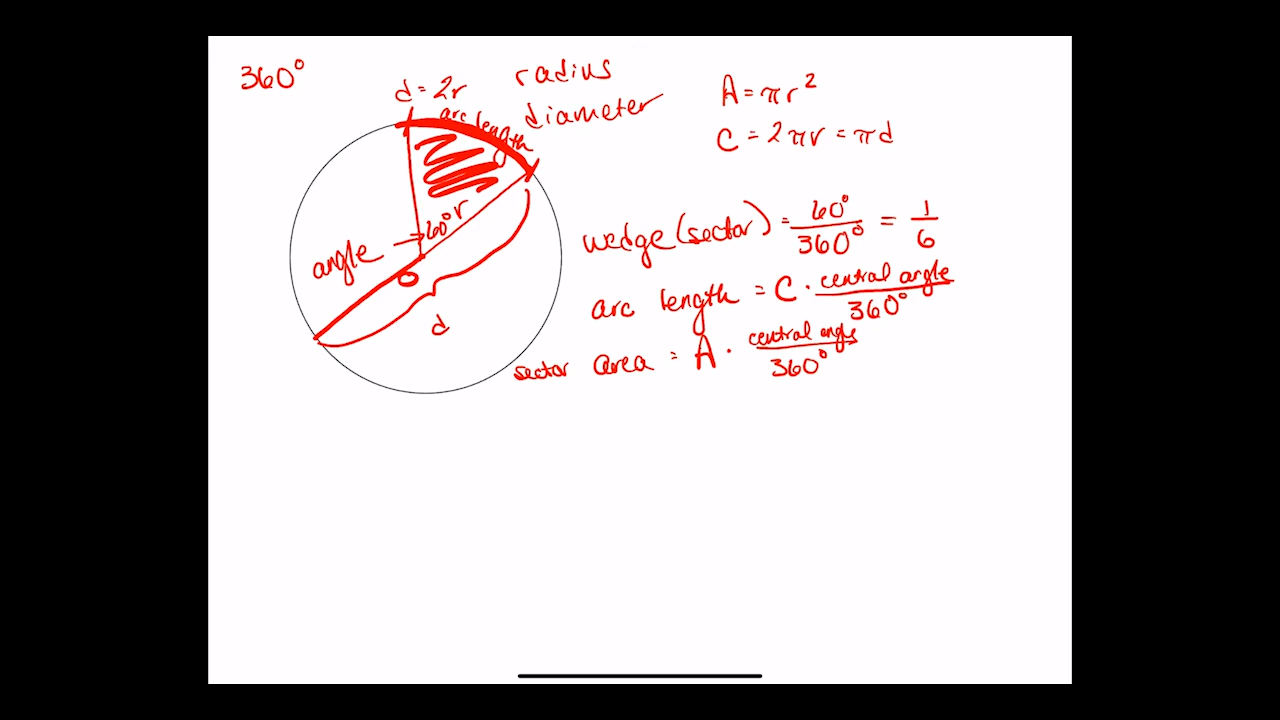 360°
d = 2r
radius
diameter
arc length
A = πr²
C = 2πr = πd
60° r
angle →
O
d
wedge (sector) = 60° / 360° = 1 / 6
arc length = C · central angle / 360°
sector area = A · central angle / 360°